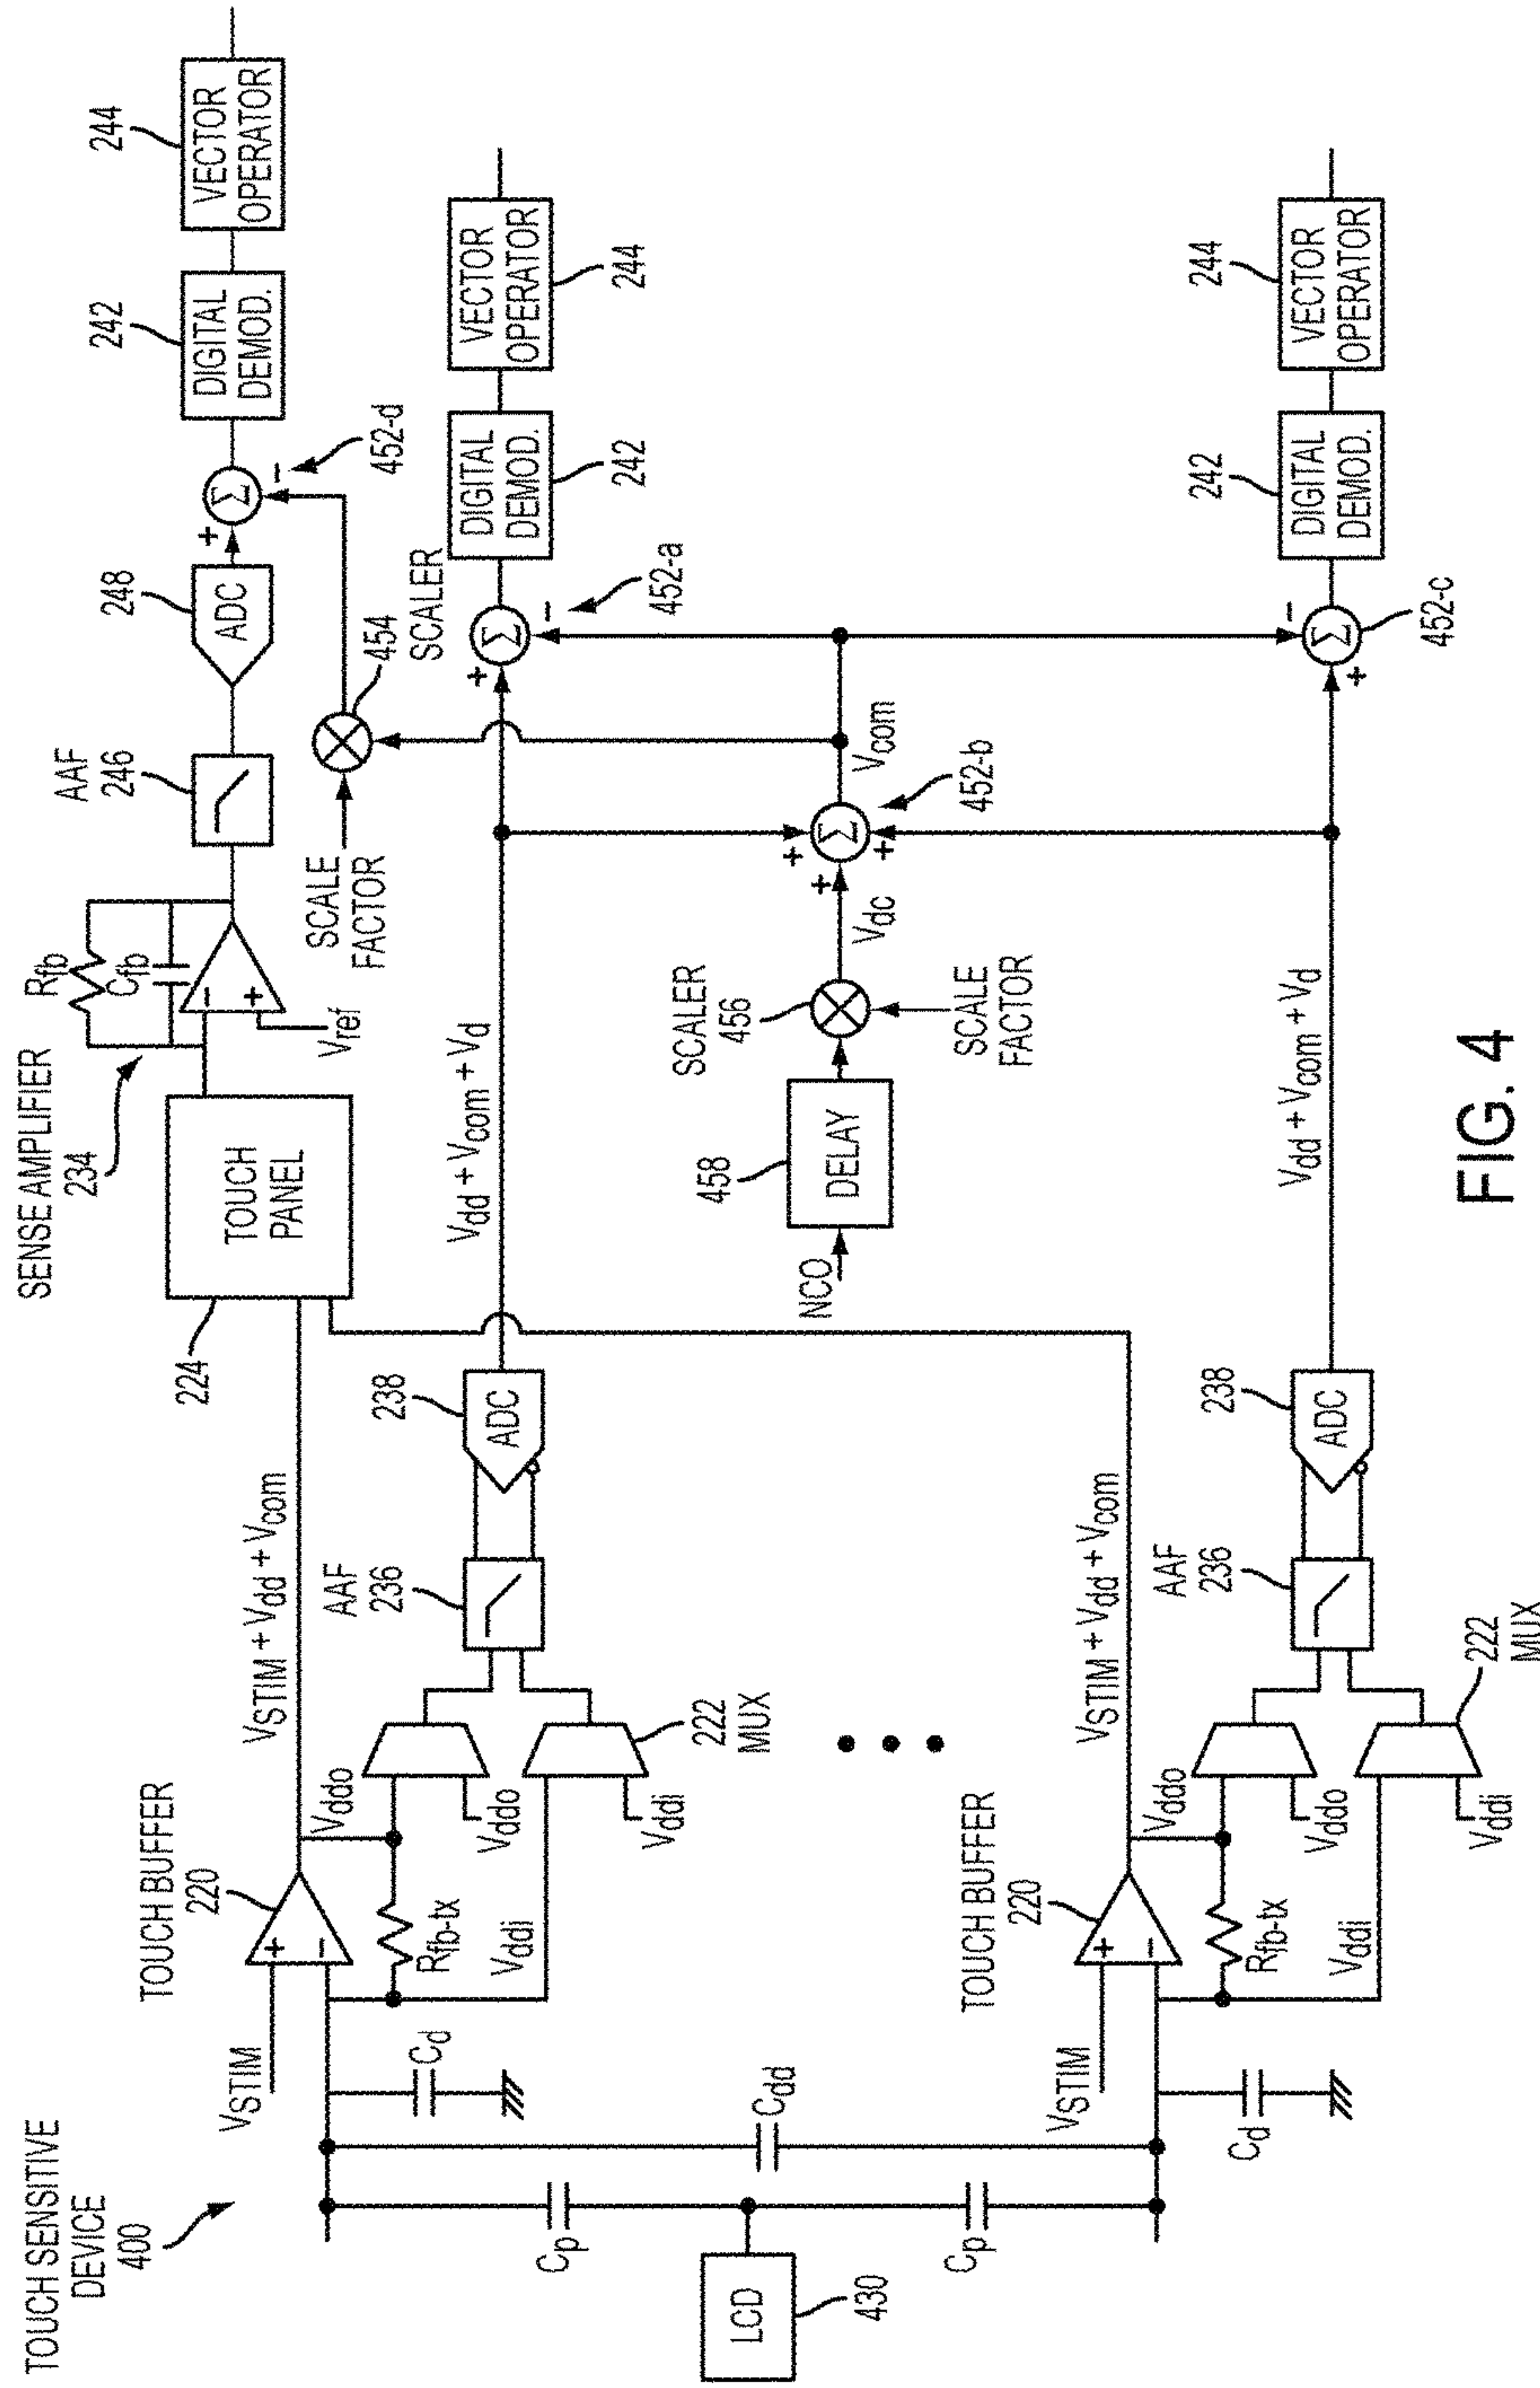 TOUCH SENSITIVE
DEVICE
400
TOUCH BUFFER
220
VSTIM
+
−
Cd
Rfb-tx
Vddi
Vddo
Vddo
Vddi
222
MUX
VSTIM + Vdd + Vcom
AAF
236
238
ADC
224
TOUCH
PANEL
SENSE AMPLIFIER
234
Rfb
Cfb
−
+
Vref
AAF
246
248
ADC
+
Σ
−
452-d
242
DIGITAL
DEMOD.
244
VECTOR
OPERATOR
SCALE
FACTOR
454
SCALER
Vdd + Vcom + Vd
+
Σ
−
452-a
DIGITAL
DEMOD.
242
VECTOR
OPERATOR
244
NCO
458
DELAY
SCALER
456
SCALE
FACTOR
Vdc
+
+
+
Σ
452-b
Vcom
LCD
430
Cp
Cp
Cdd
TOUCH BUFFER
220
VSTIM
+
−
Cd
Rfb-tx
Vddi
Vddo
Vddo
Vddi
222
MUX
VSTIM + Vdd + Vcom
AAF
236
238
ADC
Vdd + Vcom + Vd
+
Σ
−
452-c
242
DIGITAL
DEMOD.
244
VECTOR
OPERATOR
FIG. 4